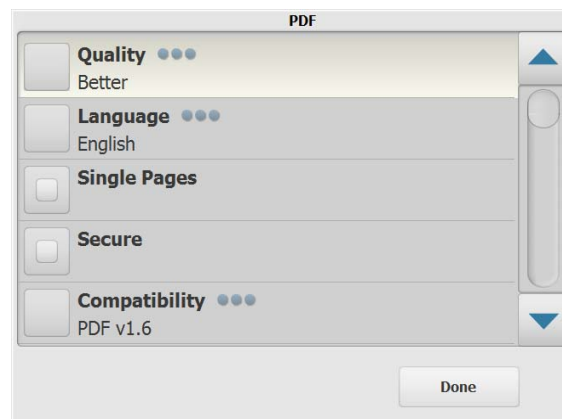 PDF
Quality
Better
Language
English
Single Pages
Secure
Compatibility
PDF v1.6
Done